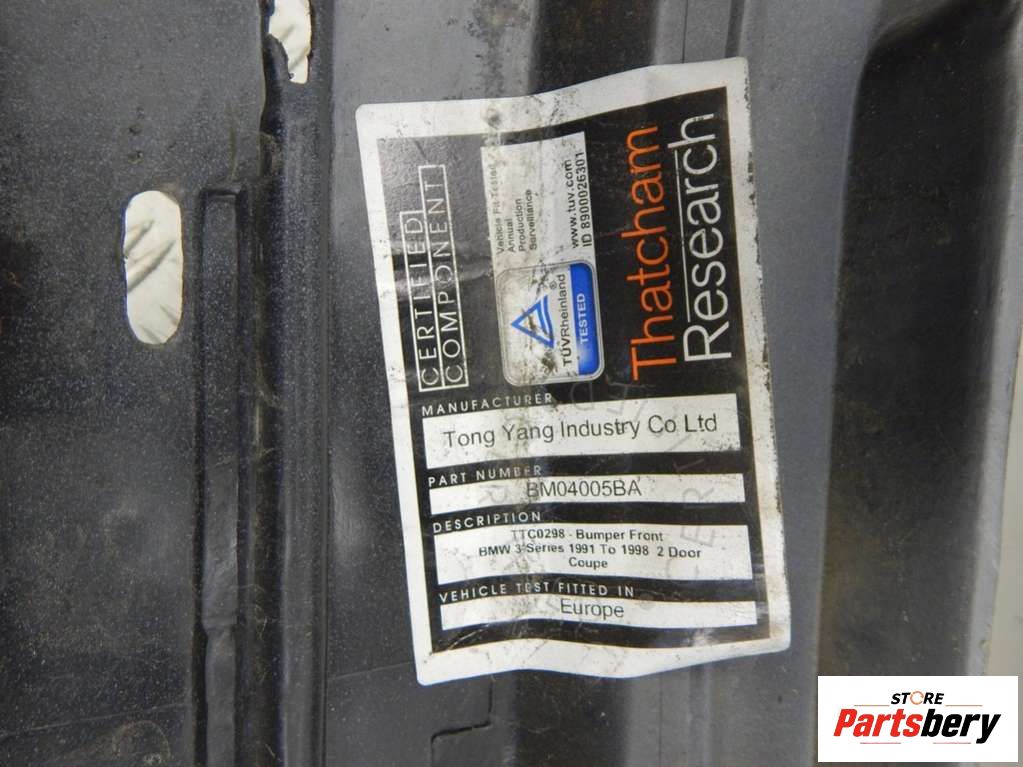 CERTIFIED
COMPONENT
Vehicle Fit Tested
Annual
Production
Surveillance
www.tuv.com
ID 8900026301
TÜVRheinland®
TESTED
Thatcham
Research
MANUFACTURER
Tong Yang Industry Co Ltd
PART NUMBER
BM04005BA
DESCRIPTION
TTC0298 - Bumper Front
BMW 3 Series 1991 To 1998 2 Door
Coupe
VEHICLE TEST FITTED IN
Europe
STORE
Partsbery